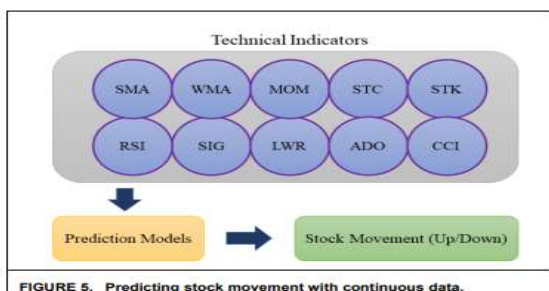 Technical Indicators
SMA WMA MOM STC STK
RSI SIG LWR ADO CCI
Prediction Models Stock Movement (Up/Down)
FIGURE 5. Predicting stock movement with continuous data.